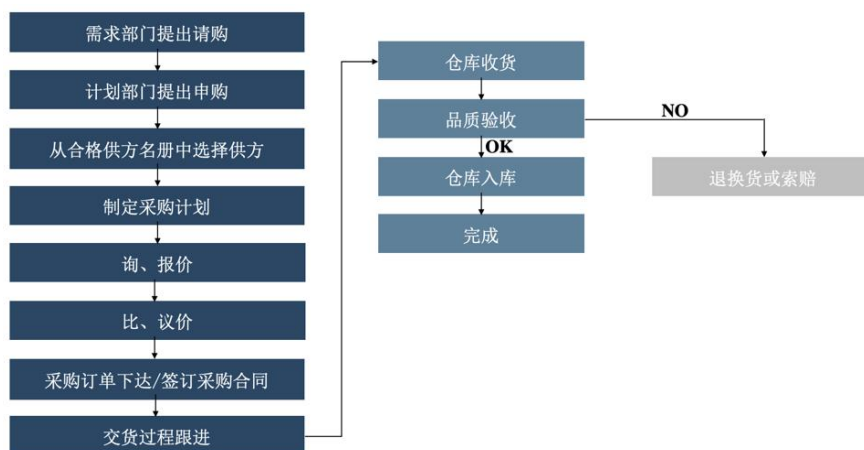 需求部门提出请购
计划部门提出申购
从合格供方名册中选择供方
制定采购计划
询、报价
比、议价
采购订单下达/签订采购合同
交货过程跟进
仓库收货
品质验收
NO
OK
仓库入库
退换货或索赔
完成